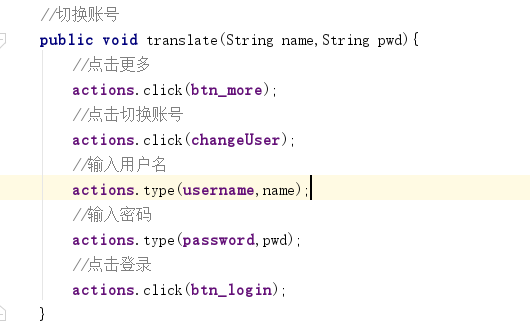 //切换账号
public void translate(String name,String pwd){
//点击更多
actions.click(btn_more);
//点击切换账号
actions.click(changeUser);
//输入用户名
actions.type(username,name);
//输入密码
actions.type(password,pwd);
//点击登录
actions.click(btn_login);
}